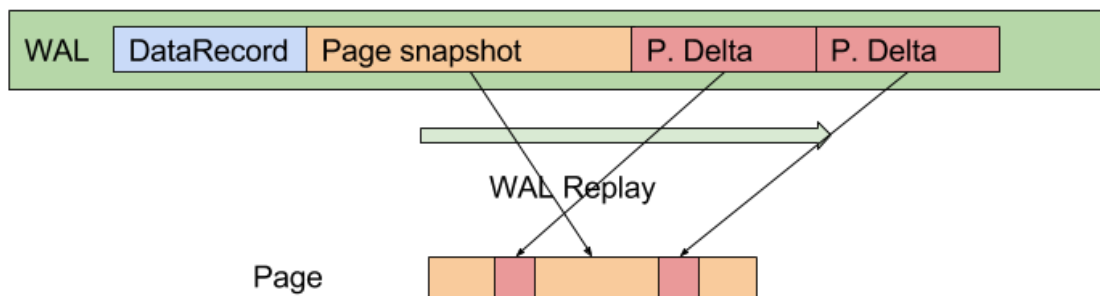 WAL DataRecord Page snapshot P. Delta P. Delta
WAL Replay
Page